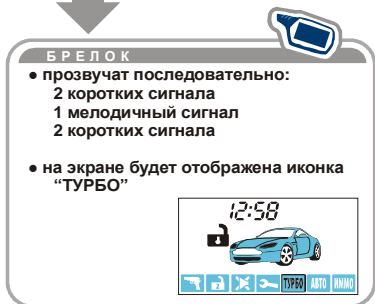 БРЕЛОК
● прозвучат последовательно:
2 коротких сигнала
1 мелодичный сигнал
2 коротких сигнала
● на экране будет отображена иконка
“ТУРБО”
12:58
ТУРБО АВТО ИММО